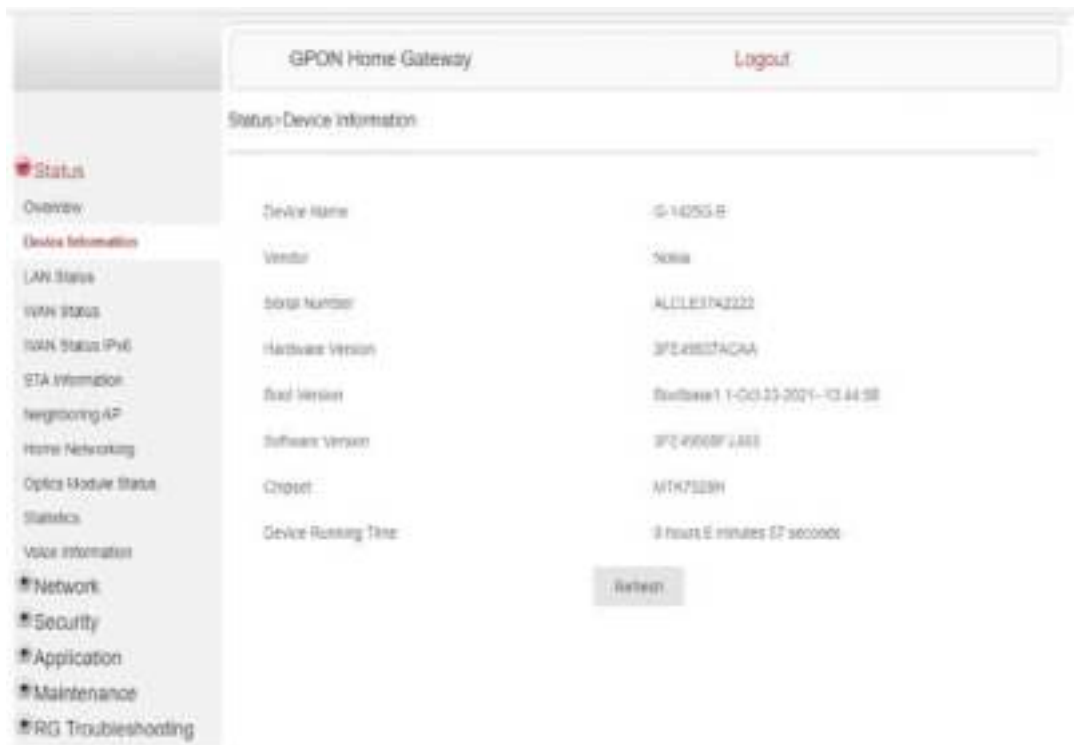 GPON Home Gateway
Logout
Status>Device Information
Status
Overview
Device Information
LAN Status
WAN Status
WAN Status IPv6
STA Information
Neighboring AP
Home Networking
Optics Module Status
Statistics
Voice Information
Network
Security
Application
Maintenance
RG Troubleshooting
Device Name G-1425G-B
Vendor Nokia
Serial Number
Hardware Version
Boot Version
Software Version
Chipset
Device Running Time
Refresh